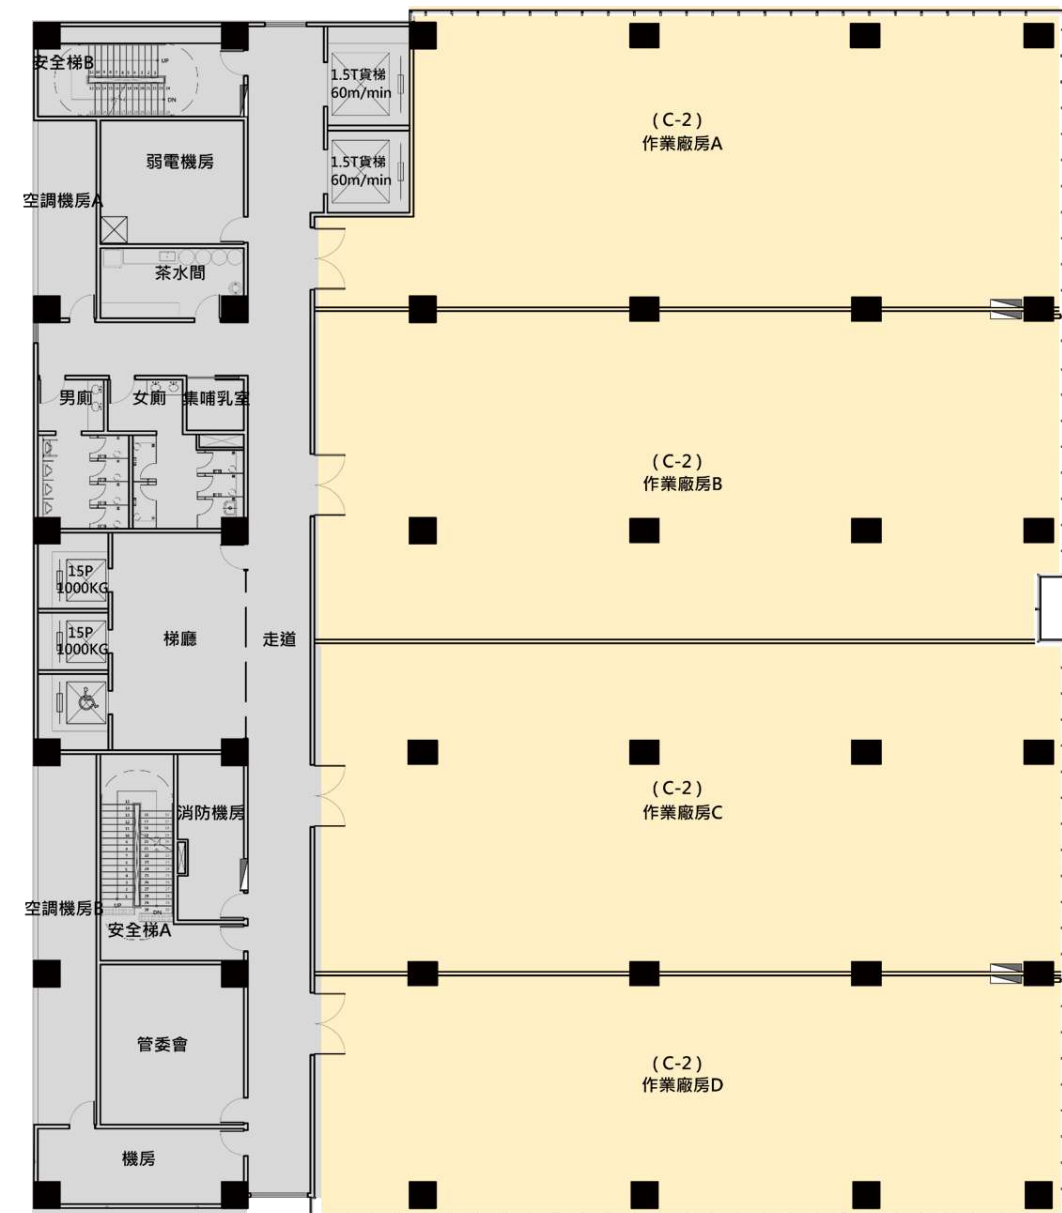 安全梯B
UP
DN
1.5T貨梯
60m/min
(C-2)
作業廠房A
弱電機房
1.5T貨梯
60m/min
空調機房A
茶水間
男廁
女廁
集哺乳室
(C-2)
作業廠房B
15P
1000KG
15P
1000KG
梯廳
走道
(C-2)
作業廠房C
消防機房
空調機房B
UP
DN
安全梯A
管委會
(C-2)
作業廠房D
機房